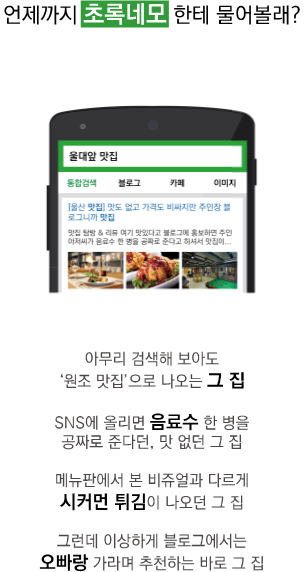 언제까지 초록네모 한테 물어볼래?
울대앞 맛집
통합검색 블로그 카페 이미지
[울산 맛집] 맛도 없고 가격도 비싸지만 주인장 블
로그니까 맛집
맛집 탐방 & 리뷰 여기 맛있다고 블로그에 홍보하면 주인
아저씨가 음료수 한 병을 공짜로 준다고 하셔서 맛집이...
아무리 검색해 보아도
‘원조 맛집’으로 나오는 그 집
SNS에 올리면 음료수 한 병을
공짜로 준다던, 맛 없던 그 집
메뉴판에서 본 비쥬얼과 다르게
시커먼 튀김이 나오던 그 집
그런데 이상하게 블로그에서는
오빠랑 가라며 추천하는 바로 그 집